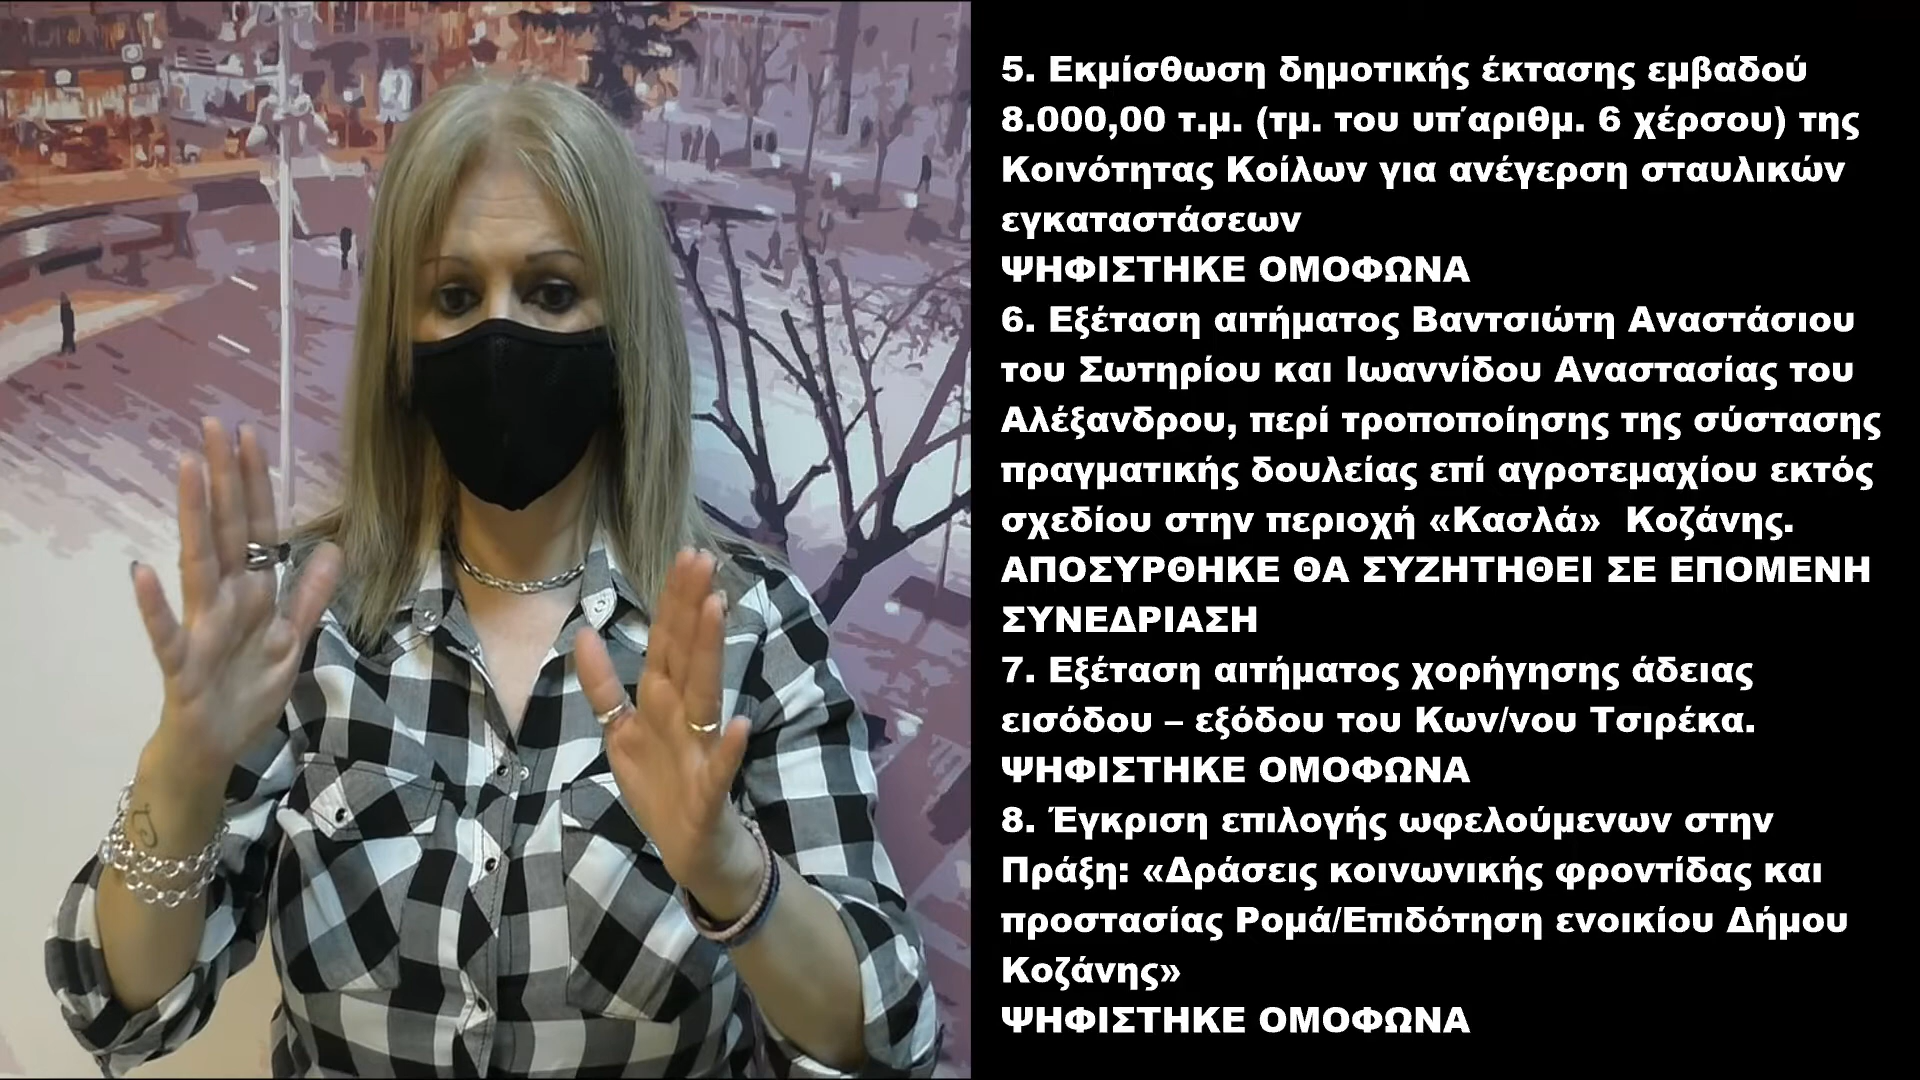 5. Εκμίσθωση δημοτικής έκτασης εμβαδού
8.000,00 τ.μ. (τμ. του υπ΄αριθμ. 6 χέρσου) της
Κοινότητας Κοίλων για ανέγερση σταυλικών
εγκαταστάσεων
ΨΗΦΙΣΤΗΚΕ ΟΜΟΦΩΝΑ
6. Εξέταση αιτήματος Βαντσιώτη Αναστάσιου
του Σωτηρίου και Ιωαννίδου Αναστασίας του
Αλέξανδρου, περί τροποποίησης της σύστασης
πραγματικής δουλείας επί αγροτεμαχίου εκτός
σχεδίου στην περιοχή «Κασλά»  Κοζάνης.
ΑΠΟΣΥΡΘΗΚΕ ΘΑ ΣΥΖΗΤΗΘΕΙ ΣΕ ΕΠΟΜΕΝΗ
ΣΥΝΕΔΡΙΑΣΗ
7. Εξέταση αιτήματος χορήγησης άδειας
εισόδου – εξόδου του Κων/νου Τσιρέκα.
ΨΗΦΙΣΤΗΚΕ ΟΜΟΦΩΝΑ
8. Έγκριση επιλογής ωφελούμενων στην
Πράξη: «Δράσεις κοινωνικής φροντίδας και
προστασίας Ρομά/Επιδότηση ενοικίου Δήμου
Κοζάνης»
ΨΗΦΙΣΤΗΚΕ ΟΜΟΦΩΝΑ